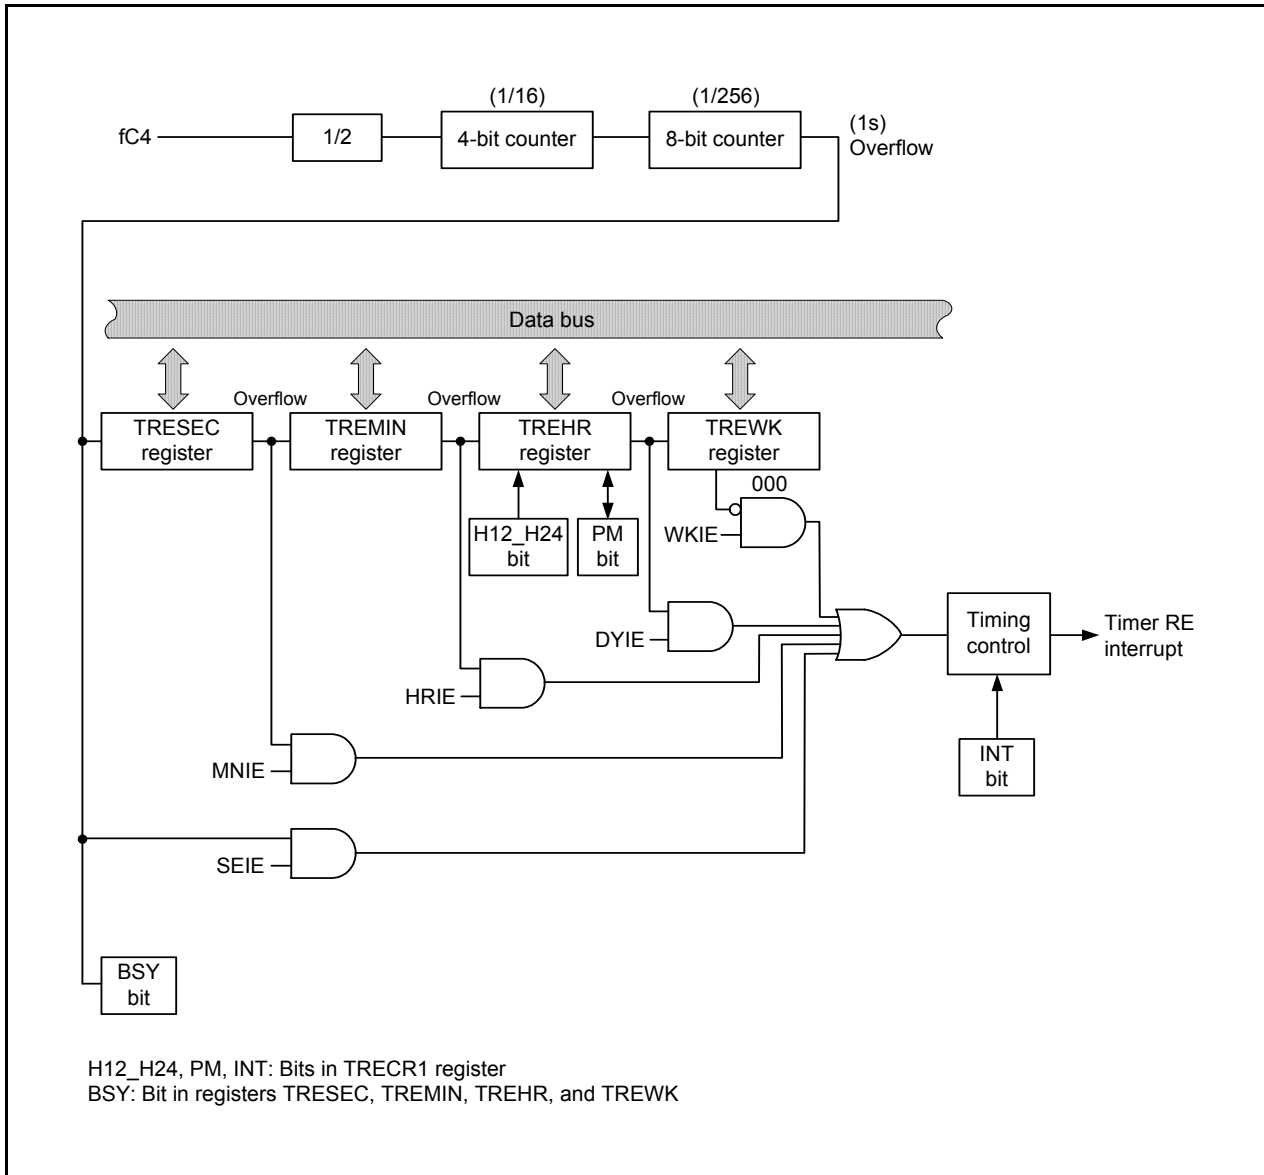 (1/16)
(1/256)
fC4
1/2
4-bit counter
8-bit counter
(1s)
Overflow
Data bus
Overflow
Overflow
Overflow
TRESEC
register
TREMIN
register
TREHR
register
TREWK
register
000
H12_H24
bit
PM
bit
WKIE
DYIE
Timing
control
Timer RE
interrupt
HRIE
MNIE
INT
bit
SEIE
BSY
bit
H12_H24, PM, INT: Bits in TRECR1 register
BSY: Bit in registers TRESEC, TREMIN, TREHR, and TREWK